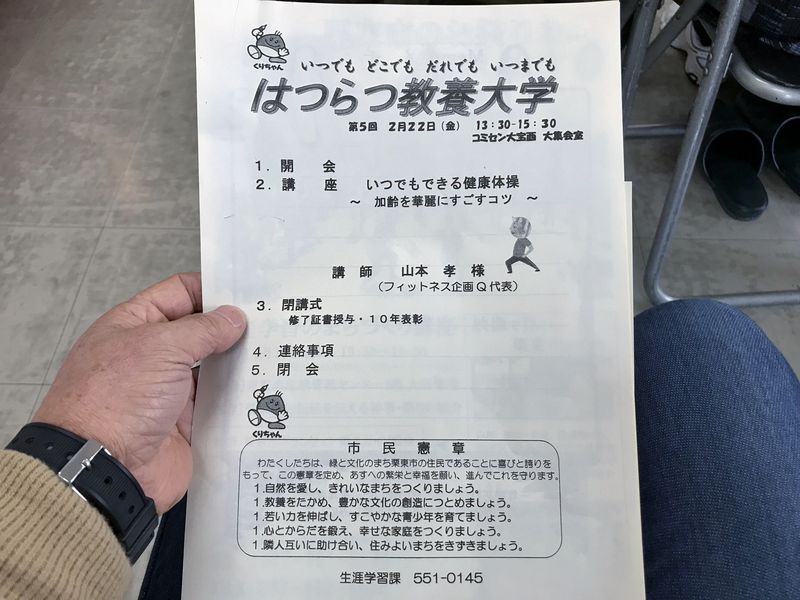 くりちゃん
いつでも どこでも だれでも いつまでも
はつらつ教養大学
第5回 2月22日(金) 13:30-15:30
コミセン大宝西 大集会室
1. 開 会
2. 講 座 いつでもできる健康体操
~ 加齢を華麗にすごすコツ ~
講 師 山本 孝 様
(フィットネス企画Q代表)
3. 閉講式
修了証書授与・10年表彰
4. 連絡事項
5. 閉 会
くりちゃん
市 民 憲 章
わたくしたちは、緑と文化のまち栗東市の住民であることに喜びと誇りを
もって、この憲章を定め、あすへの繁栄と幸福を願い、進んでこれを守ります。
1.自然を愛し、きれいなまちをつくりましょう。
1.教養をたかめ、豊かな文化の創造につとめましょう。
1.若い力を伸ばし、すこやかな青少年を育てましょう。
1.心とからだを鍛え、幸せな家庭をつくりましょう。
1.隣人互いに助け合い、住みよいまちをきずきましょう。
生涯学習課 551-0145